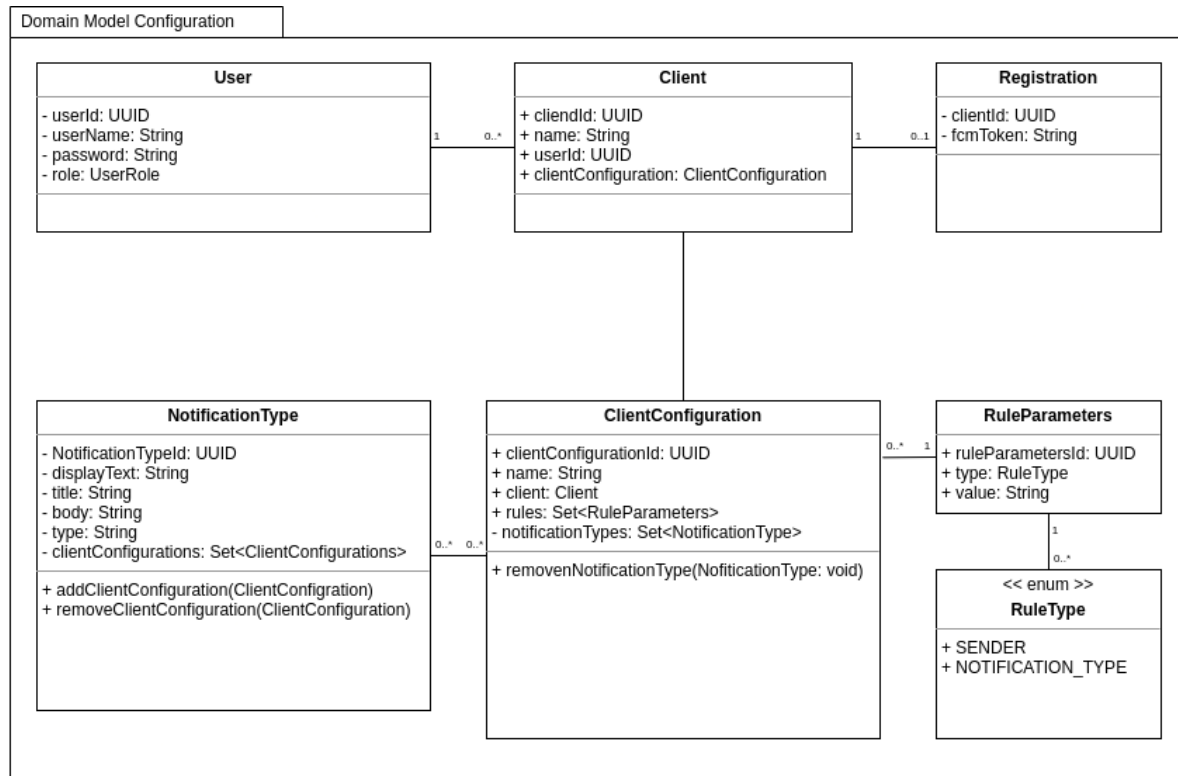 Domain Model Configuration
User
- userId: UUID
- userName: String
- password: String
- role: UserRole
1
0..*
Client
+ cliendId: UUID
+ name: String
+ userId: UUID
+ clientConfiguration: ClientConfiguration
1
0..1
Registration
- clientId: UUID
- fcmToken: String
NotificationType
- NotificationTypeId: UUID
- displayText: String
- title: String
- body: String
- type: String
- clientConfigurations: Set<ClientConfigurations>
+ addClientConfiguration(ClientConfigration)
+ removeClientConfiguration(ClientConfiguration)
0..*
0..*
ClientConfiguration
+ clientConfigurationId: UUID
+ name: String
+ client: Client
+ rules: Set<RuleParameters>
- notificationTypes: Set<NotificationType>
+ removenNotificationType(NofiticationType: void)
0..*
1
RuleParameters
+ ruleParametersId: UUID
+ type: RuleType
+ value: String
1
0..*
<< enum >>
RuleType
+ SENDER
+ NOTIFICATION_TYPE